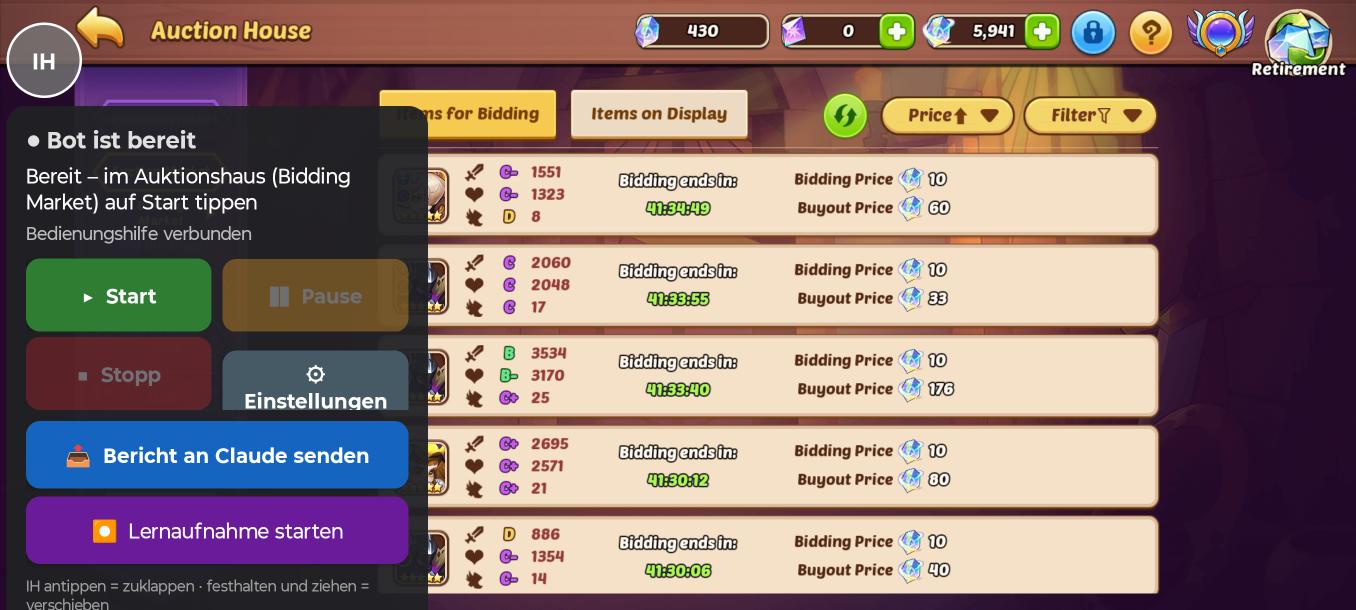 Auction House
430
0
5,941
Retirement
IH
Items for Bidding
Items on Display
Price
Filter
Bot ist bereit
Bereit – im Auktionshaus (Bidding
Market) auf Start tippen
Bedienungshilfe verbunden
Start
Pause
Stopp
Einstellungen
Bericht an Claude senden
Lernaufnahme starten
IH antippen = zuklappen · festhalten und ziehen =
verschieben
C- 1551
C- 1323
D 8
Bidding ends in:
41:34:49
Bidding Price 10
Buyout Price 60
C 2060
C 2048
C 17
Bidding ends in:
41:33:55
Bidding Price 10
Buyout Price 33
B 3534
B- 3170
C+ 25
Bidding ends in:
41:33:40
Bidding Price 10
Buyout Price 176
C+ 2695
C+ 2571
C+ 21
Bidding ends in:
41:30:12
Bidding Price 10
Buyout Price 80
D 886
C- 1354
C- 14
Bidding ends in:
41:30:06
Bidding Price 10
Buyout Price 40